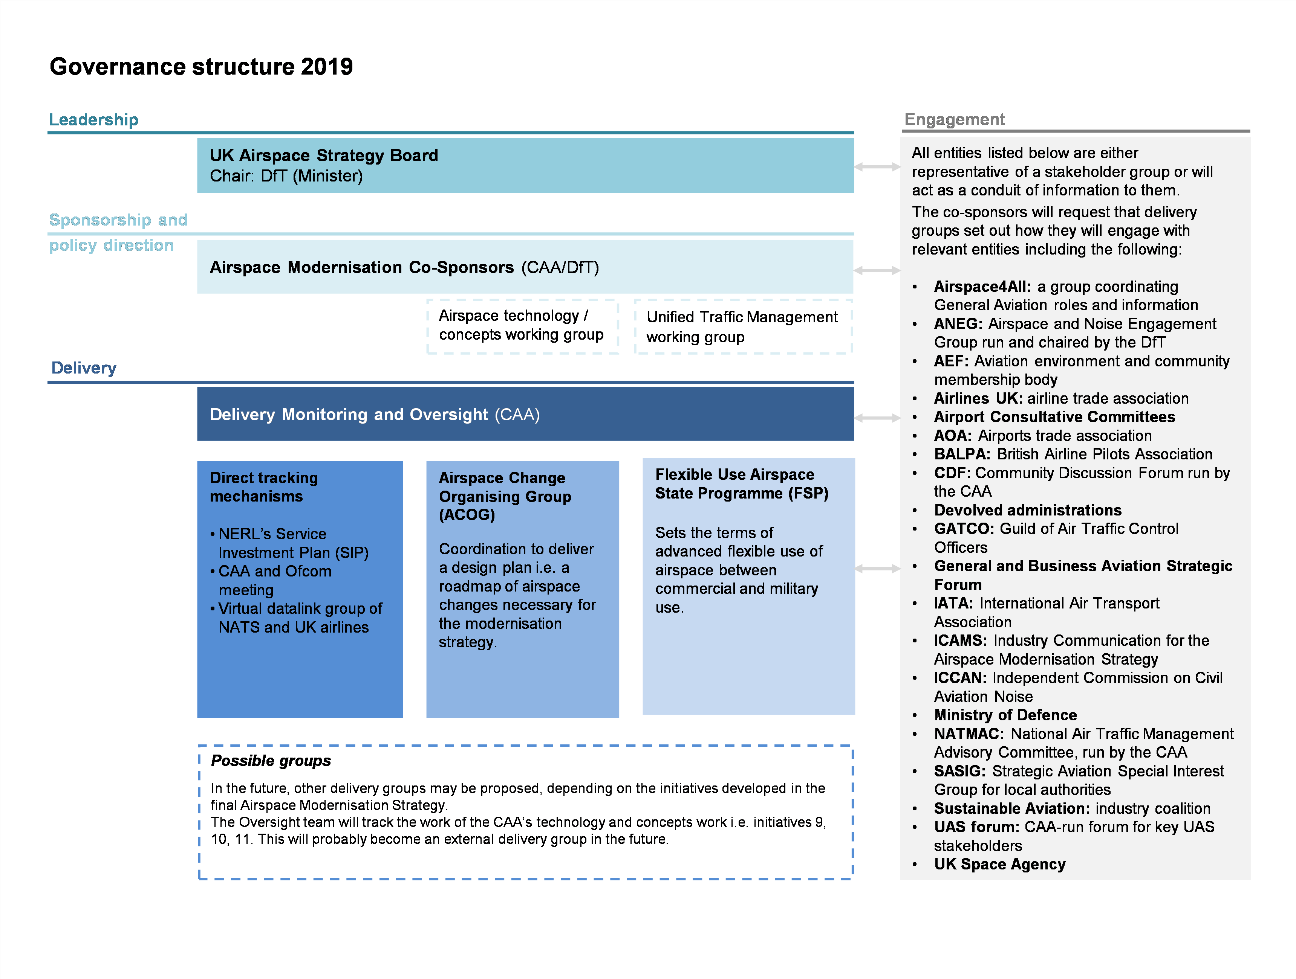 Governance structure 2019
Leadership
UK Airspace Strategy Board
Chair: DfT (Minister)
Sponsorship and
policy direction
Airspace Modernisation Co-Sponsors (CAA/DfT)
Airspace technology /
concepts working group
Unified Traffic Management
working group
Delivery
Delivery Monitoring and Oversight (CAA)
Direct tracking
mechanisms
• NERL's Service
Investment Plan (SIP)
• CAA and Ofcom
meeting
• Virtual datalink group of
NATS and UK airlines
Airspace Change
Organising Group
(ACOG)
Coordination to deliver
a design plan i.e. a
roadmap of airspace
changes necessary for
the modernisation
strategy.
Flexible Use Airspace
State Programme (FSP)
Sets the terms of
advanced flexible use of
airspace between
commercial and military
use.
Possible groups
In the future, other delivery groups may be proposed, depending on the initiatives developed in the
final Airspace Modernisation Strategy.
The Oversight team will track the work of the CAA's technology and concepts work i.e. initiatives 9,
10, 11. This will probably become an external delivery group in the future.
Engagement
All entities listed below are either
representative of a stakeholder group or will
act as a conduit of information to them.
The co-sponsors will request that delivery
groups set out how they will engage with
relevant entities including the following:
• Airspace4All: a group coordinating
General Aviation roles and information
• ANEG: Airspace and Noise Engagement
Group run and chaired by the DfT
• AEF: Aviation environment and community
membership body
• Airlines UK: airline trade association
• Airport Consultative Committees
• AOA: Airports trade association
• BALPA: British Airline Pilots Association
• CDF: Community Discussion Forum run by
the CAA
• Devolved administrations
• GATCO: Guild of Air Traffic Control
Officers
• General and Business Aviation Strategic
Forum
• IATA: International Air Transport
Association
• ICAMS: Industry Communication for the
Airspace Modernisation Strategy
• ICCAN: Independent Commission on Civil
Aviation Noise
• Ministry of Defence
• NATMAC: National Air Traffic Management
Advisory Committee, run by the CAA
• SASIG: Strategic Aviation Special Interest
Group for local authorities
• Sustainable Aviation: industry coalition
• UAS forum: CAA-run forum for key UAS
stakeholders
• UK Space Agency